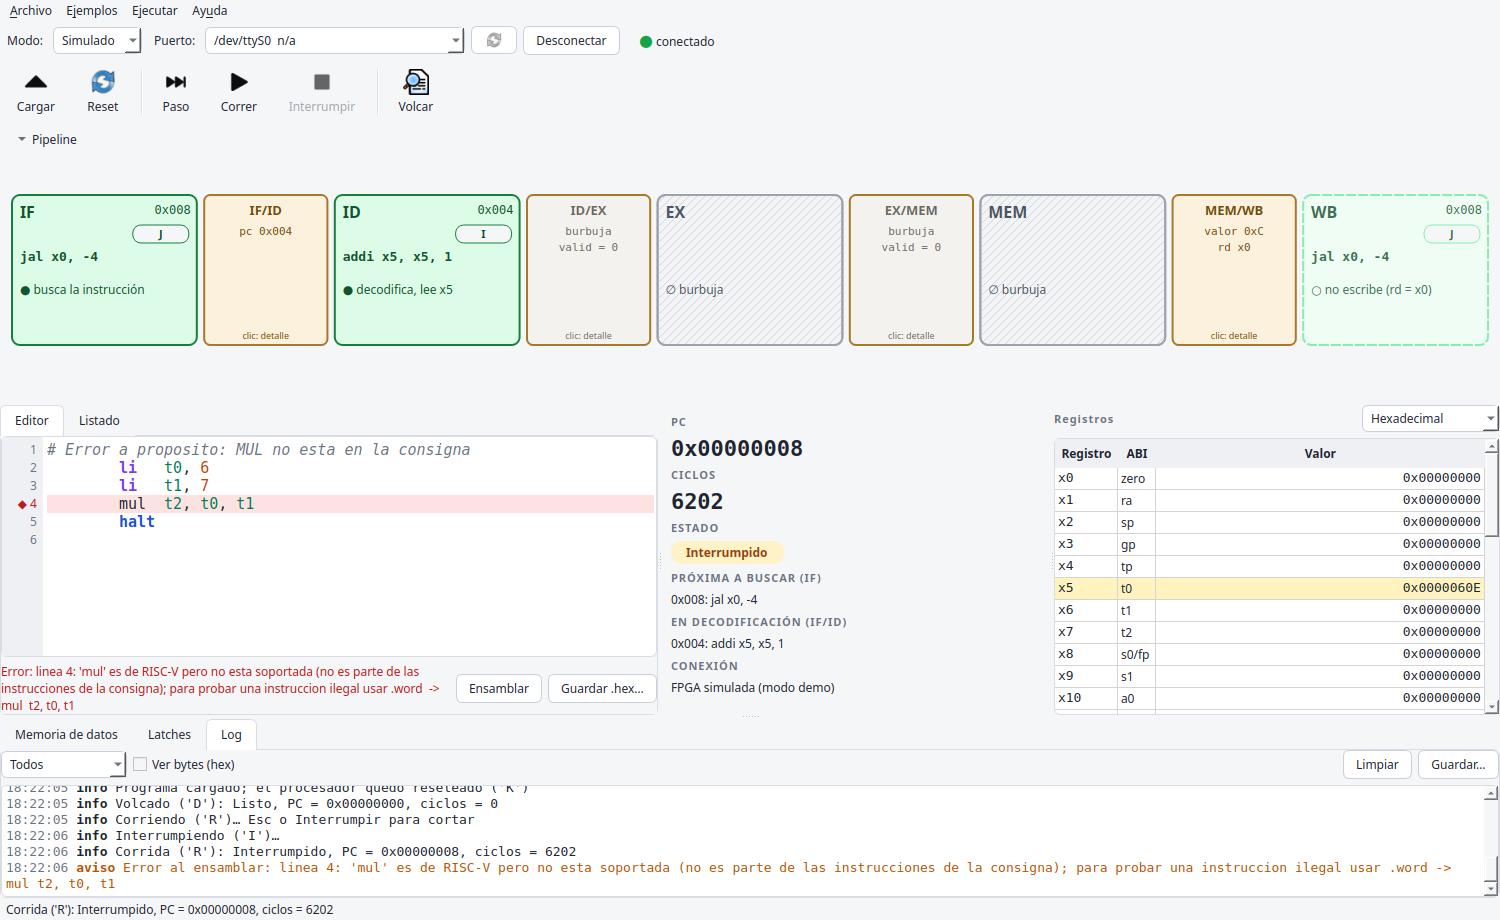 Archivo Ejemplos Ejecutar Ayuda
Modo: Simulado Puerto: /dev/ttyS0 n/a Desconectar conectado
Cargar Reset Paso Correr Interrumpir Volcar
Pipeline
IF 0x008
J
jal x0, -4
● busca la instrucción
IF/ID
pc 0x004
clic: detalle
ID 0x004
I
addi x5, x5, 1
● decodifica, lee x5
ID/EX
burbuja
valid = 0
clic: detalle
EX
∅ burbuja
EX/MEM
burbuja
valid = 0
clic: detalle
MEM
∅ burbuja
MEM/WB
valor 0xC
rd x0
clic: detalle
WB 0x008
J
jal x0, -4
○ no escribe (rd = x0)
Editor Listado
1 # Error a proposito: MUL no esta en la consigna
2 li t0, 6
3 li t1, 7
◆ 4 mul t2, t0, t1
5 halt
6
Error: linea 4: 'mul' es de RISC-V pero no esta soportada (no es parte de las
instrucciones de la consigna); para probar una instruccion ilegal usar .word ->
mul t2, t0, t1
Ensamblar Guardar .hex...
PC
0x00000008
CICLOS
6202
ESTADO
Interrumpido
PRÓXIMA A BUSCAR (IF)
0x008: jal x0, -4
EN DECODIFICACIÓN (IF/ID)
0x004: addi x5, x5, 1
CONEXIÓN
FPGA simulada (modo demo)
Registros Hexadecimal
Registro ABI Valor
x0 zero 0x00000000
x1 ra 0x00000000
x2 sp 0x00000000
x3 gp 0x00000000
x4 tp 0x00000000
x5 t0 0x0000060E
x6 t1 0x00000000
x7 t2 0x00000000
x8 s0/fp 0x00000000
x9 s1 0x00000000
x10 a0 0x00000000
Memoria de datos Latches Log
Todos Ver bytes (hex) Limpiar Guardar...
18:22:05 info Programa cargado; el procesador quedo reseteado ('K')
18:22:05 info Volcado ('D'): Listo, PC = 0x00000000, ciclos = 0
18:22:05 info Corriendo ('R')… Esc o Interrumpir para cortar
18:22:06 info Interrumpiendo ('I')…
18:22:06 info Corrida ('R'): Interrumpido, PC = 0x00000008, ciclos = 6202
18:22:06 aviso Error al ensamblar: linea 4: 'mul' es de RISC-V pero no esta soportada (no es parte de las instrucciones de la consigna); para probar una instruccion ilegal usar .word ->
mul t2, t0, t1
Corrida ('R'): Interrumpido, PC = 0x00000008, ciclos = 6202